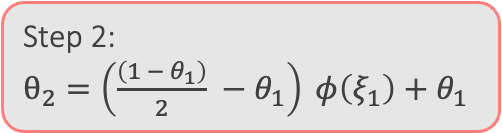 Step 2:
θ₂ = ((1 − θ₁)/2 − θ₁) ϕ(ξ₁) + θ₁